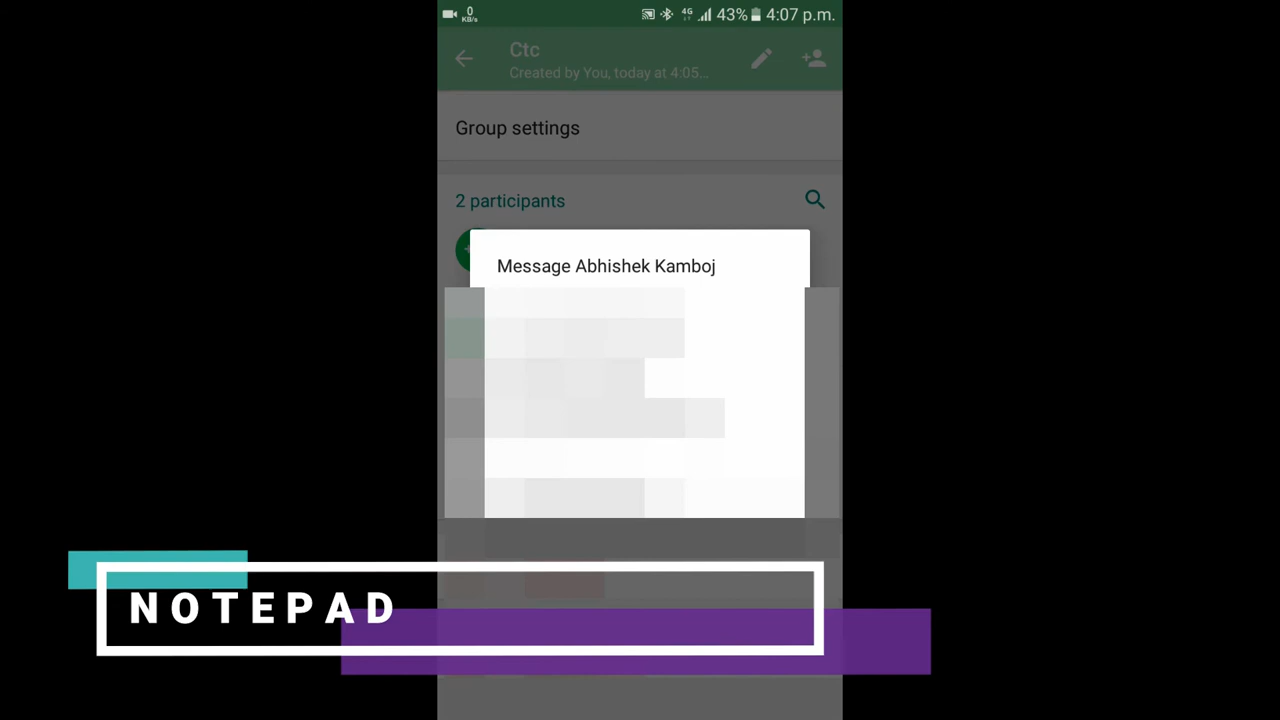 0
KB/s
4G
43%
4:07 p.m.
Ctc
Created by You, today at 4:05...
Group settings
2 participants
Message Abhishek Kamboj
NOTEPAD